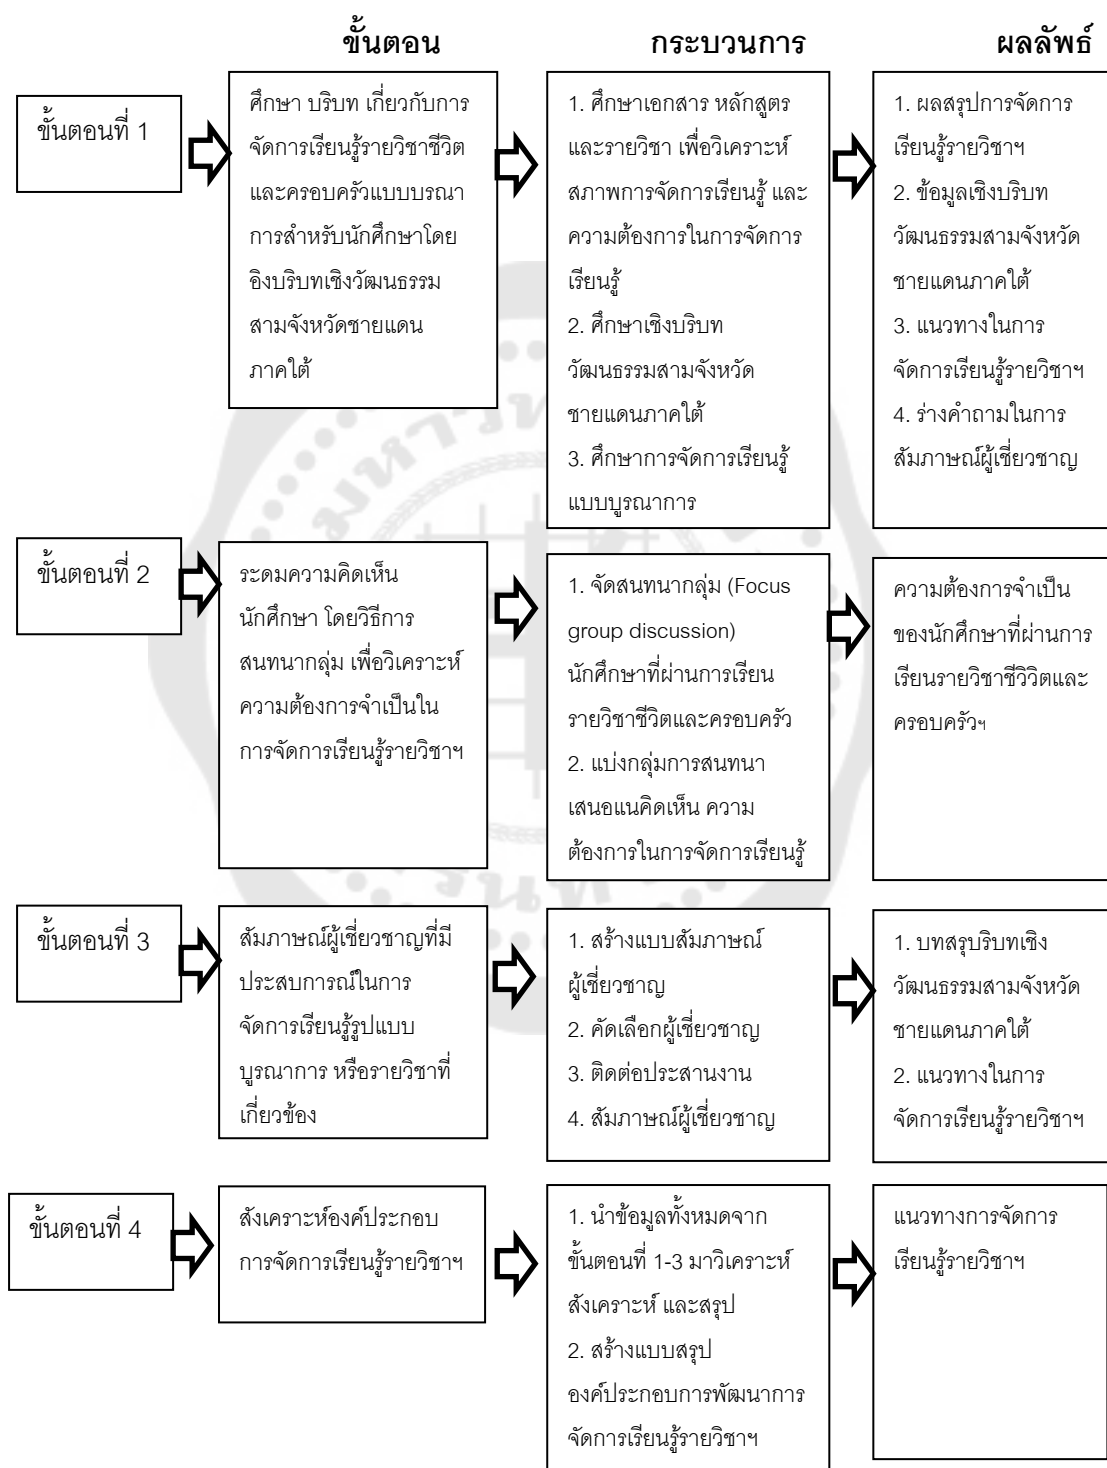 ขั้นตอน
กระบวนการ
ผลลัพธ์
ขั้นตอนที่ 1
ศึกษา บริบท เกี่ยวกับการ
จัดการเรียนรู้รายวิชาชีวิต
และครอบครัวแบบบรณา
การสำหรับนักศึกษาโดย
อิงบริบทเชิงวัฒนธรรม
สามจังหวัดชายแดน
ภาคใต้
1. ศึกษาเอกสาร หลักสูตร
และรายวิชา เพื่อวิเคราะห์
สภาพการจัดการเรียนรู้ และ
ความต้องการในการจัดการ
เรียนรู้
2. ศึกษาเชิงบริบท
วัฒนธรรมสามจังหวัด
ชายแดนภาคใต้
3. ศึกษาการจัดการเรียนรู้
แบบบูรณาการ
1. ผลสรุปการจัดการ
เรียนรู้รายวิชาฯ
2. ข้อมูลเชิงบริบท
วัฒนธรรมสามจังหวัด
ชายแดนภาคใต้
3. แนวทางในการ
จัดการเรียนรู้รายวิชาฯ
4. ร่างคำถามในการ
สัมภาษณ์ผู้เชี่ยวชาญ
ขั้นตอนที่ 2
ระดมความคิดเห็น
นักศึกษา โดยวิธีการ
สนทนากลุ่ม เพื่อวิเคราะห์
ความต้องการจำเป็นใน
การจัดการเรียนรู้รายวิชาฯ
1. จัดสนทนากลุ่ม (Focus
group discussion)
นักศึกษาที่ผ่านการเรียน
รายวิชาชีวิตและครอบครัว
2. แบ่งกลุ่มการสนทนา
เสนอแนคิดเห็น ความ
ต้องการในการจัดการเรียนรู้
ความต้องการจำเป็น
ของนักศึกษาที่ผ่านการ
เรียนรายวิชาชีวิวิตและ
ครอบครัวฯ
ขั้นตอนที่ 3
สัมภาษณ์ผู้เชี่ยวชาญที่มี
ประสบการณ์ในการ
จัดการเรียนรู้รูปแบบ
บูรณาการ หรือรายวิชาที่
เกี่ยวข้อง
1. สร้างแบบสัมภาษณ์
ผู้เชี่ยวชาญ
2. คัดเลือกผู้เชี่ยวชาญ
3. ติดต่อประสานงาน
4. สัมภาษณ์ผู้เชี่ยวชาญ
1. บทสรุบริบทเชิง
วัฒนธรรมสามจังหวัด
ชายแดนภาคใต้
2. แนวทางในการ
จัดการเรียนรู้รายวิชาฯ
ขั้นตอนที่ 4
สังเคราะห์องค์ประกอบ
การจัดการเรียนรู้รายวิชาฯ
1. นำข้อมูลทั้งหมดจาก
ขั้นตอนที่ 1-3 มาวิเคราะห์
สังเคราะห์ และสรุป
2. สร้างแบบสรุป
องค์ประกอบการพัฒนาการ
จัดการเรียนรู้รายวิชาฯ
แนวทางการจัดการ
เรียนรู้รายวิชาฯ